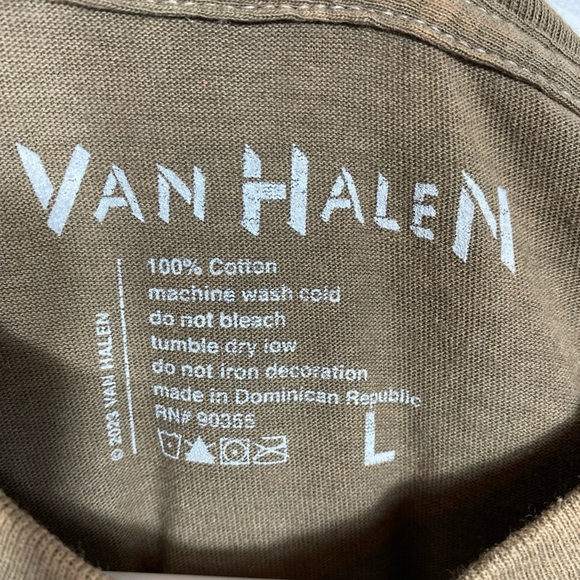 VAN HALEN
100% Cotton
machine wash cold
do not bleach
tumble dry low
do not iron decoration
made in Dominican Republic
RN# 90355
L
© 2023 VAN HALEN